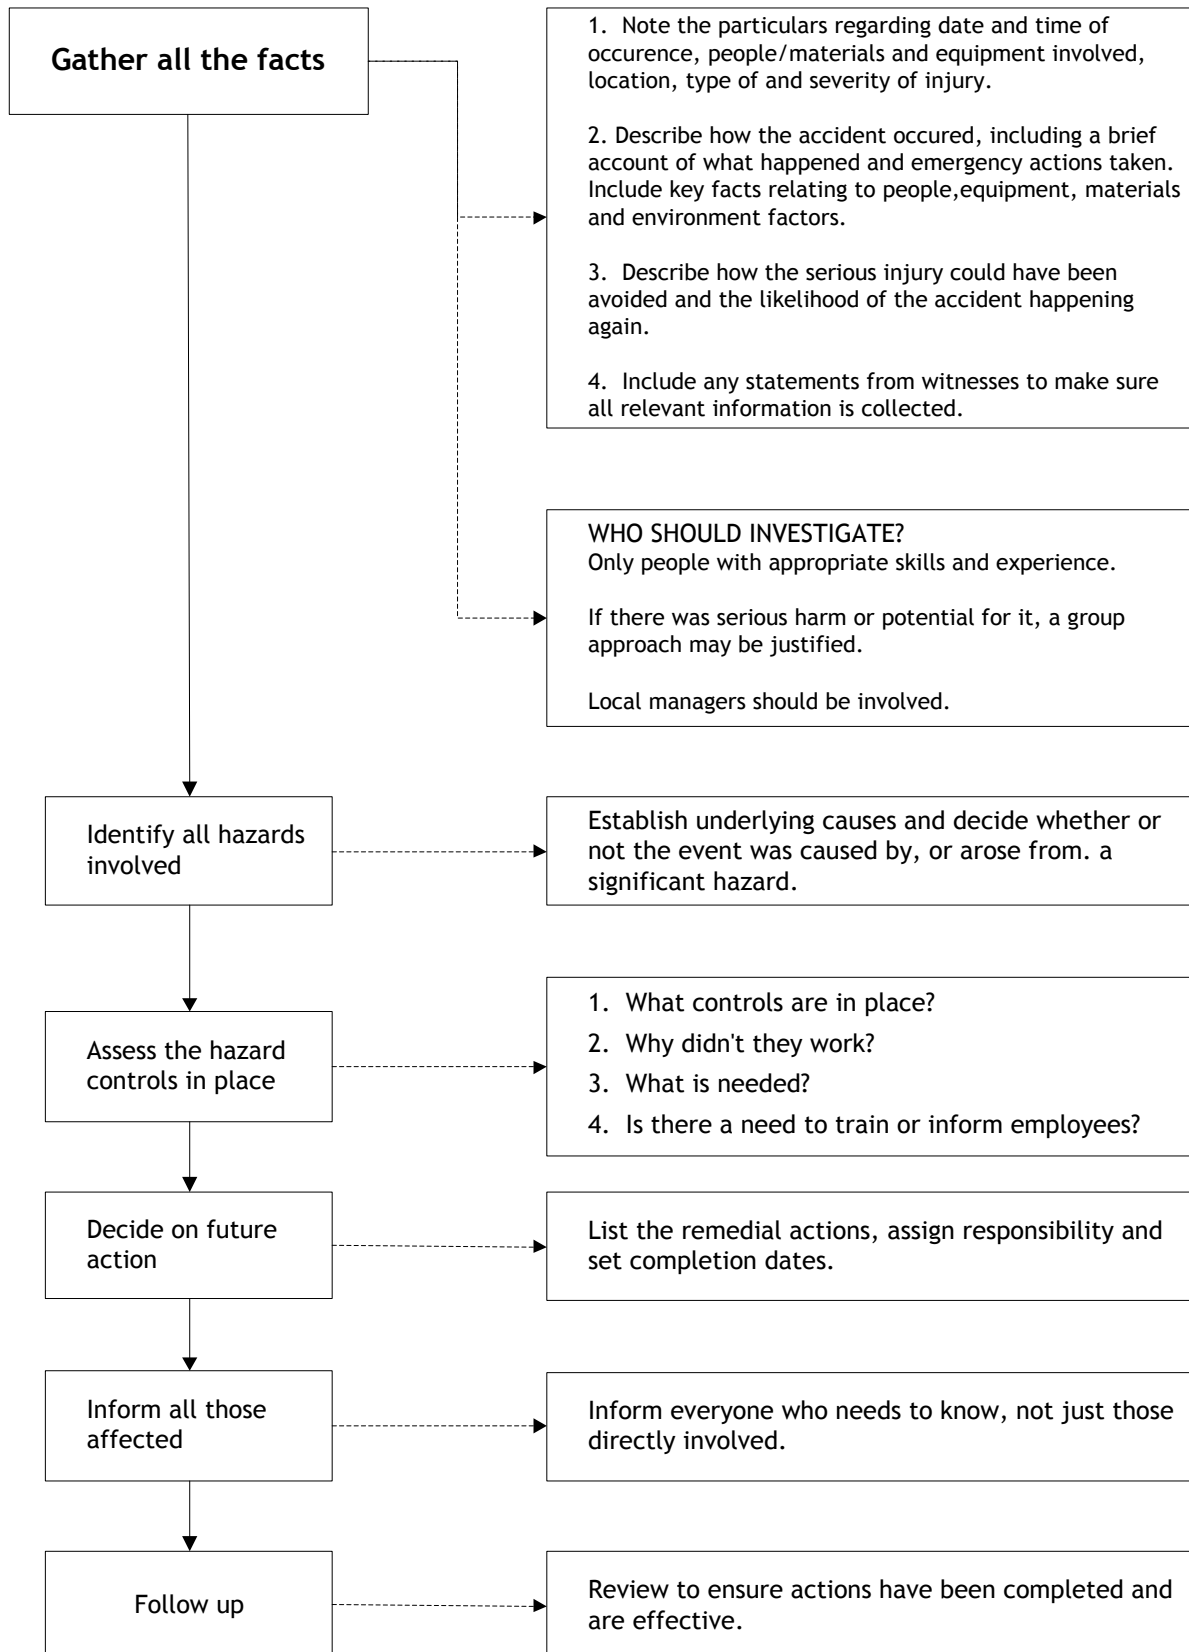 Gather all the facts
1.  Note the particulars regarding date and time of
occurence, people/materials and equipment involved,
location, type of and severity of injury.
2. Describe how the accident occured, including a brief
account of what happened and emergency actions taken.
Include key facts relating to people,equipment, materials
and environment factors.
3.  Describe how the serious injury could have been
avoided and the likelihood of the accident happening
again.
4.  Include any statements from witnesses to make sure
all relevant information is collected.
WHO SHOULD INVESTIGATE?
Only people with appropriate skills and experience.
If there was serious harm or potential for it, a group
approach may be justified.
Local managers should be involved.
Identify all hazards
involved
Establish underlying causes and decide whether or
not the event was caused by, or arose from. a
significant hazard.
Assess the hazard
controls in place
1.  What controls are in place?
2.  Why didn't they work?
3.  What is needed?
4.  Is there a need to train or inform employees?
Decide on future
action
List the remedial actions, assign responsibility and
set completion dates.
Inform all those
affected
Inform everyone who needs to know, not just those
directly involved.
Follow up
Review to ensure actions have been completed and
are effective.